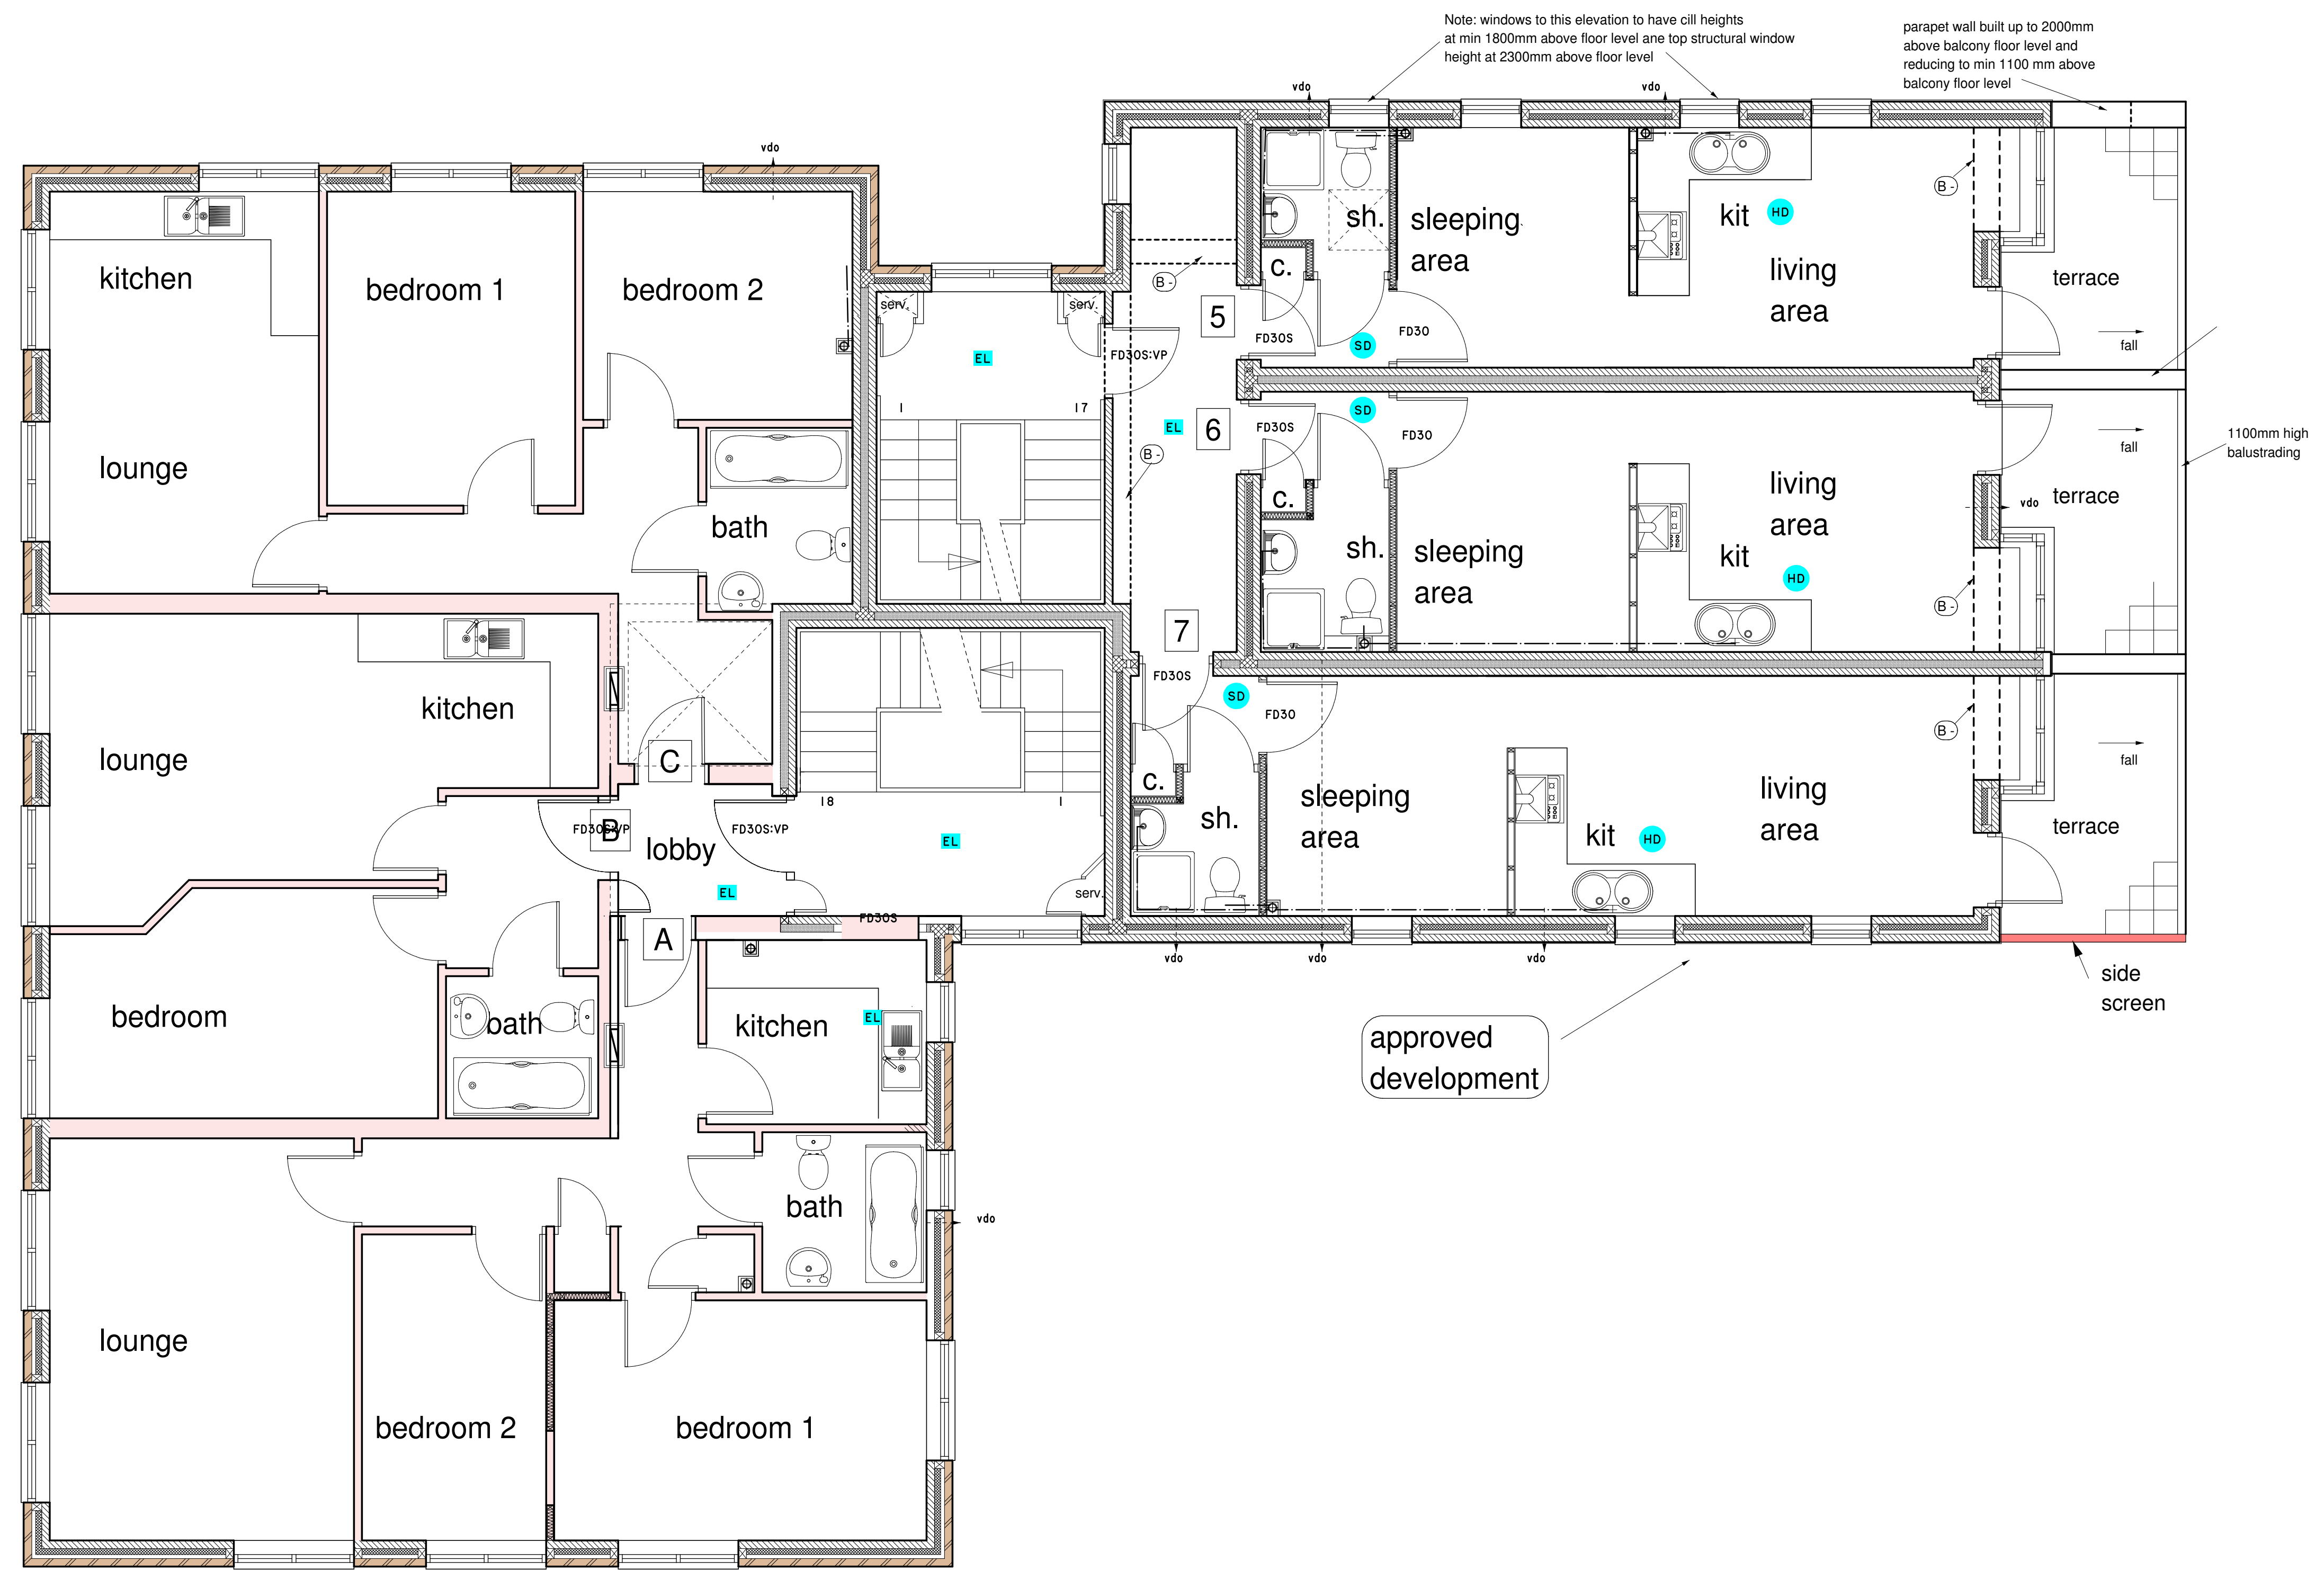 Note: windows to this elevation to have cill heights
at min 1800mm above floor level ane top structural window
height at 2300mm above floor level
parapet wall built up to 2000mm
above balcony floor level and
reducing to min 1100 mm above
balcony floor level
vdo
vdo
vdo
kitchen
bedroom 1
bedroom 2
lounge
bath
serv.
serv.
EL
1
17
FD30S:VP
B -
B -
EL
5
6
7
sh.
c.
sleeping
area
FD30S
SD
FD30
kit
HD
living
area
B -
terrace
fall
SD
FD30S
FD30
c.
sh.
sleeping
area
living
area
kit
HD
B -
vdo
fall
terrace
1100mm high
balustrading
FD30S
SD
FD30
c.
sh.
sleeping
area
kit
HD
living
area
B -
fall
terrace
lounge
kitchen
C
B
FD30S:VP
lobby
FD30S:VP
EL
18
1
EL
serv.
FD30S
A
vdo
vdo
vdo
side
screen
approved
development
bedroom
bath
kitchen
EL
bath
vdo
lounge
bedroom 2
bedroom 1